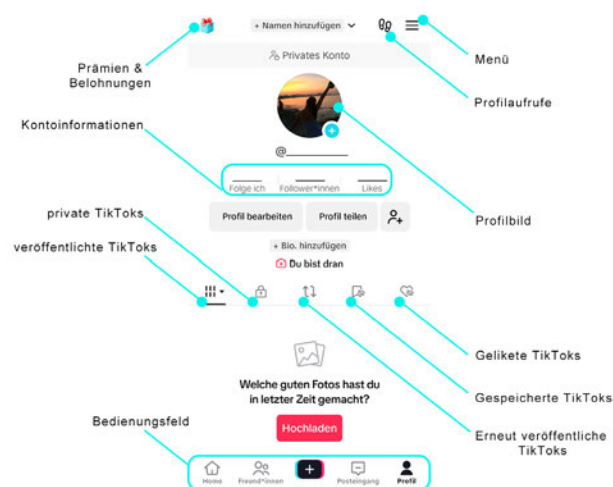 + Namen hinzufügen
Privates Konto
Menü
Prämien &
Belohnungen
Profilaufrufe
Kontoinformationen
@
Folge ich Follower*innen Likes
private TikToks
Profil bearbeiten Profil teilen
Profilbild
veröffentlichte TikToks
+ Bio. hinzufügen
Du bist dran
Gelikete TikToks
Welche guten Fotos hast du
in letzter Zeit gemacht?
Gespeicherte TikToks
Bedienungsfeld
Hochladen
Erneut veröffentliche
TikToks
Home Freund*innen Posteingang Profil